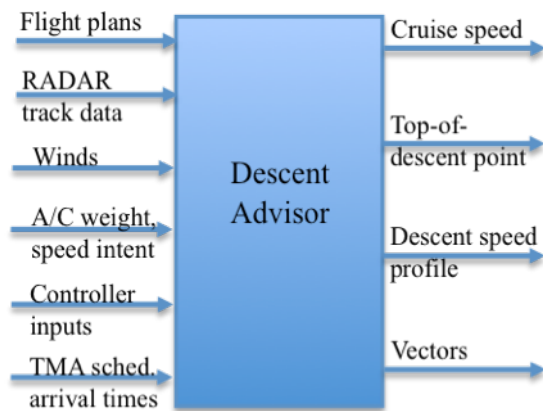 Flight plans
RADAR
track data
Winds
A/C weight,
speed intent
Controller
inputs
TMA sched.
arrival times
Descent
Advisor
Cruise speed
Top-of-
descent point
Descent speed
profile
Vectors